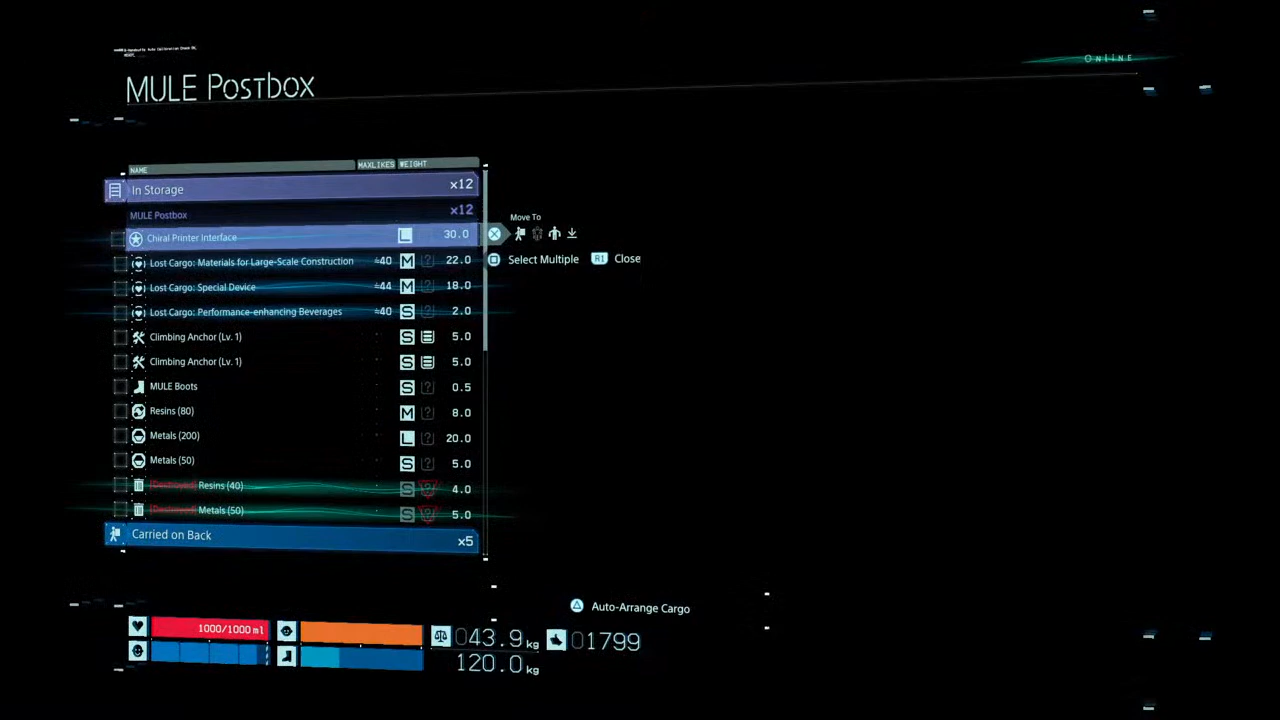 READY.
ONLINE
MULE Postbox
NAME MAXLIKES WEIGHT
In Storage x12
MULE Postbox x12
Chiral Printer Interface L 30.0
Move To
Lost Cargo: Materials for Large-Scale Construction 40 M 22.0
Select Multiple R1 Close
Lost Cargo: Special Device 44 M 18.0
Lost Cargo: Performance-enhancing Beverages 40 S 2.0
Climbing Anchor (Lv. 1) S 5.0
Climbing Anchor (Lv. 1) S 5.0
MULE Boots S 0.5
Resins (80) M 8.0
Metals (200) L 20.0
Metals (50) S 5.0
[Destroyed] Resins (40) S 4.0
[Destroyed] Metals (50) S 5.0
Carried on Back x5
Auto-Arrange Cargo
1000/1000 ml
043.9 kg
01799
120.0 kg